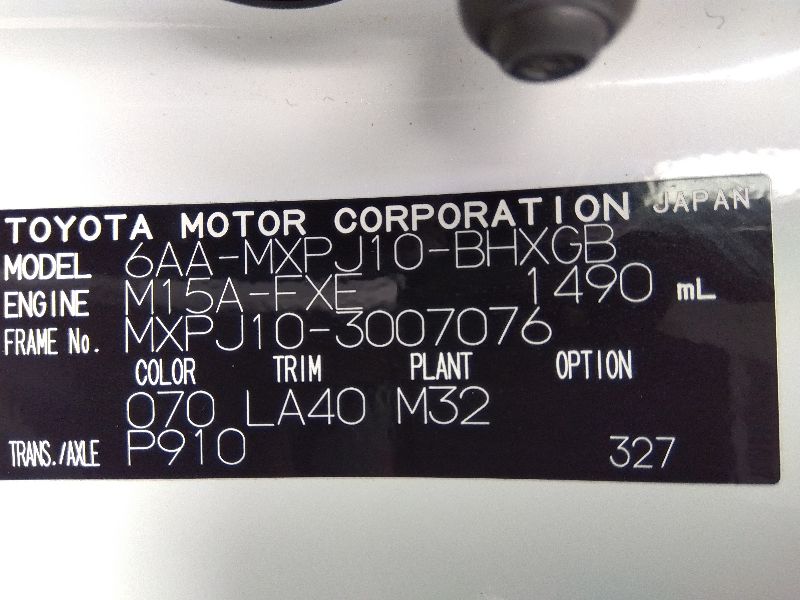 TOYOTA MOTOR CORPORATION JAPAN
MODEL 6AA-MXPJ10-BHXGB
ENGINE M15A-FXE 1490 mL
FRAME No. MXPJ10-3007076
COLOR TRIM PLANT OPTION
070 LA40 M32
TRANS./AXLE P910 327